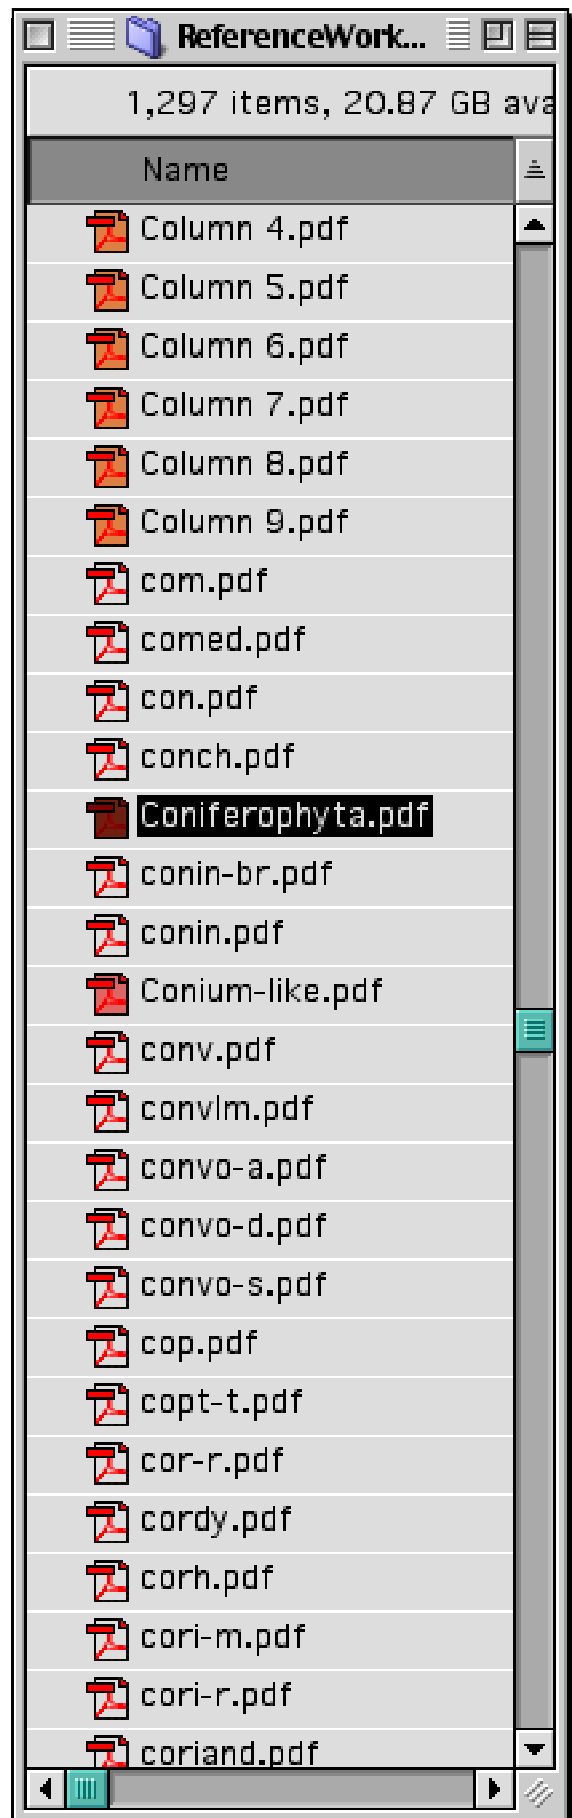 ReferenceWork...
1,297 items, 20.87 GB ava
Name
Column 4.pdf
Column 5.pdf
Column 6.pdf
Column 7.pdf
Column 8.pdf
Column 9.pdf
com.pdf
comed.pdf
con.pdf
conch.pdf
Coniferophyta.pdf
conin-br.pdf
conin.pdf
Conium-like.pdf
conv.pdf
convlm.pdf
convo-a.pdf
convo-d.pdf
convo-s.pdf
cop.pdf
copt-t.pdf
cor-r.pdf
cordy.pdf
corh.pdf
cori-m.pdf
cori-r.pdf
coriand.pdf